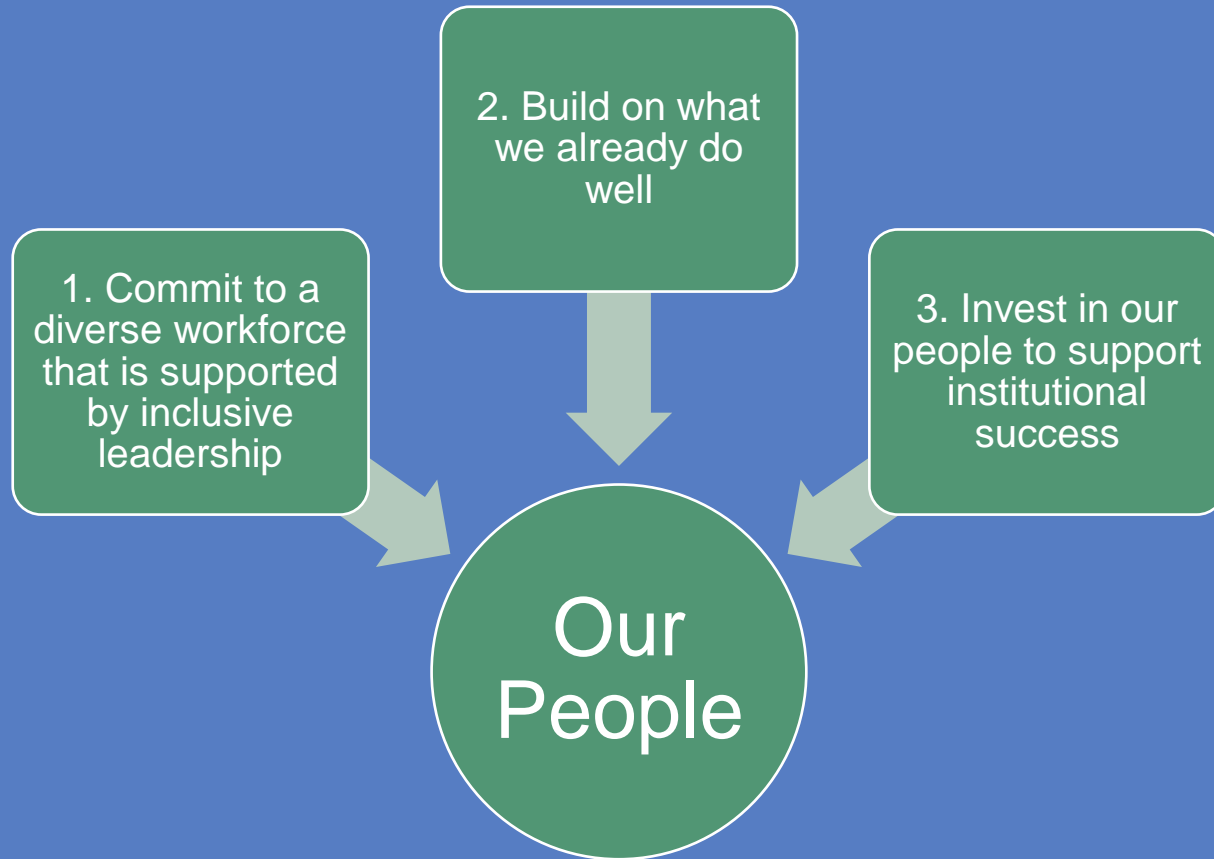 1. Commit to a
diverse workforce
that is supported
by inclusive
leadership
2. Build on what
we already do
well
3. Invest in our
people to support
institutional
success
Our
People